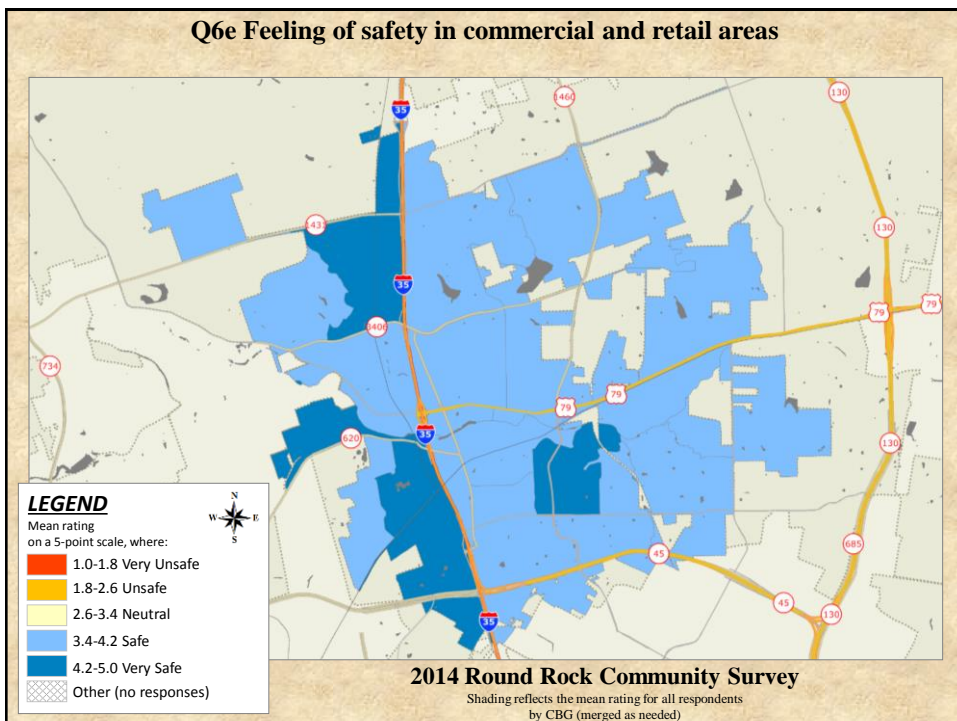 Q6e Feeling of safety in commercial and retail areas
35
1460
130
1431
130
35
79
79
3406
734
79
79
35
620
130
LEGEND
N
W E
S
Mean rating
on a 5-point scale, where:
1.0-1.8 Very Unsafe
1.8-2.6 Unsafe
2.6-3.4 Neutral
3.4-4.2 Safe
4.2-5.0 Very Safe
Other (no responses)
685
45
45
130
35
2014 Round Rock Community Survey
Shading reflects the mean rating for all respondents
by CBG (merged as needed)